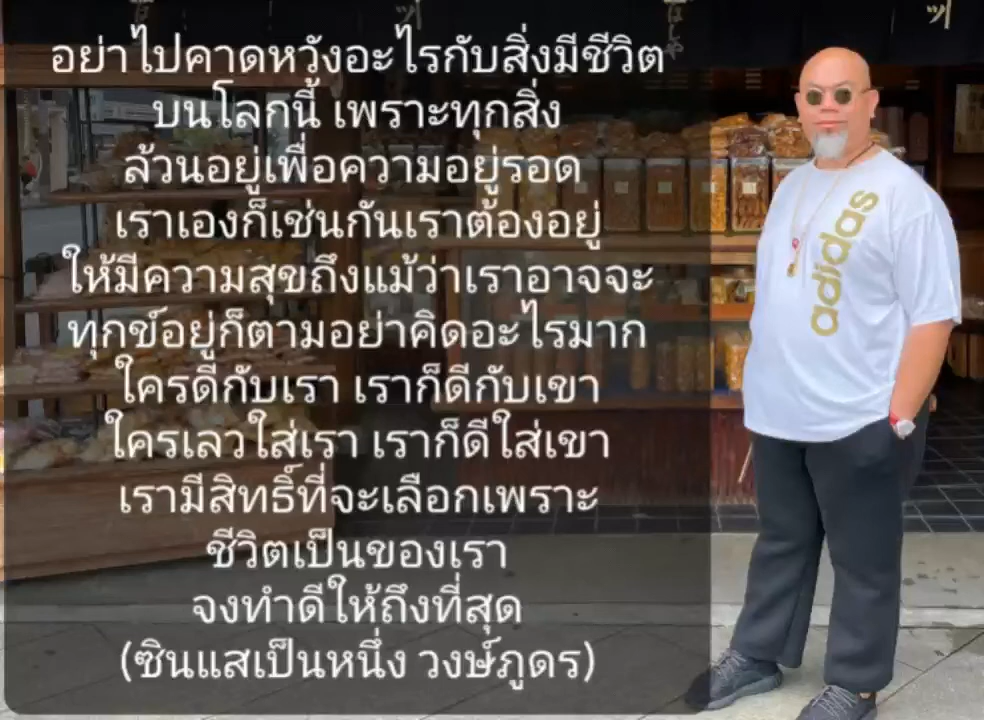 อย่าไปคาดหวังอะไรกับสิ่งมีชีวิต
บนโลกนี้ เพราะทุกสิ่ง
ล้วนอยู่เพื่อความอยู่รอด
เราเองก็เช่นกันเราต้องอยู่
ให้มีความสุขถึงแม้ว่าเราอาจจะ
ทุกข์อยู่ก็ตามอย่าคิดอะไรมาก
ใครดีกับเรา เราก็ดีกับเขา
ใครเลวใส่เรา เราก็ดีใส่เขา
เรามีสิทธิ์ที่จะเลือกเพราะ
ชีวิตเป็นของเรา
จงทำดีให้ถึงที่สุด
(ซินแสเป็นหนึ่ง วงษ์ภูดร)
adidas